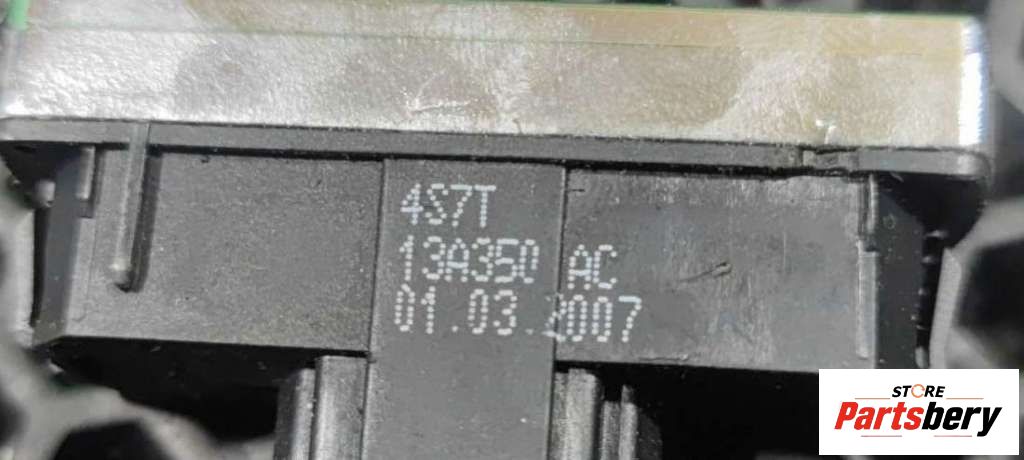 4S7T
13A350 AC
01.03.2007
STORE
Partsbery